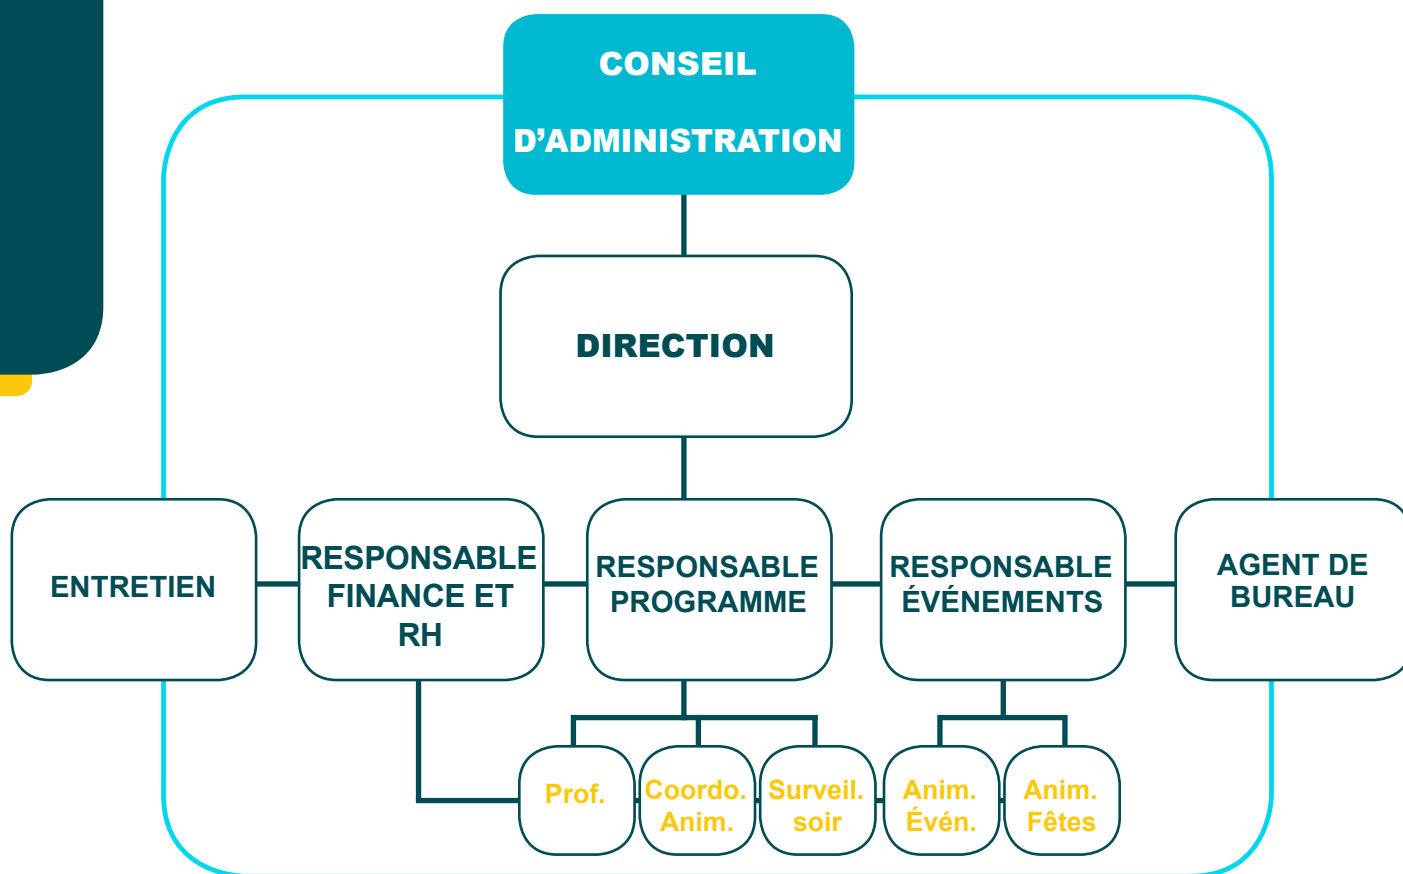 CONSEIL
D’ADMINISTRATION
DIRECTION
ENTRETIEN
RESPONSABLE
FINANCE ET
RH
RESPONSABLE
PROGRAMME
RESPONSABLE
ÉVÉNEMENTS
AGENT DE
BUREAU
Prof.
Coordo.
Anim.
Surveil.
soir
Anim.
Évén.
Anim.
Fêtes